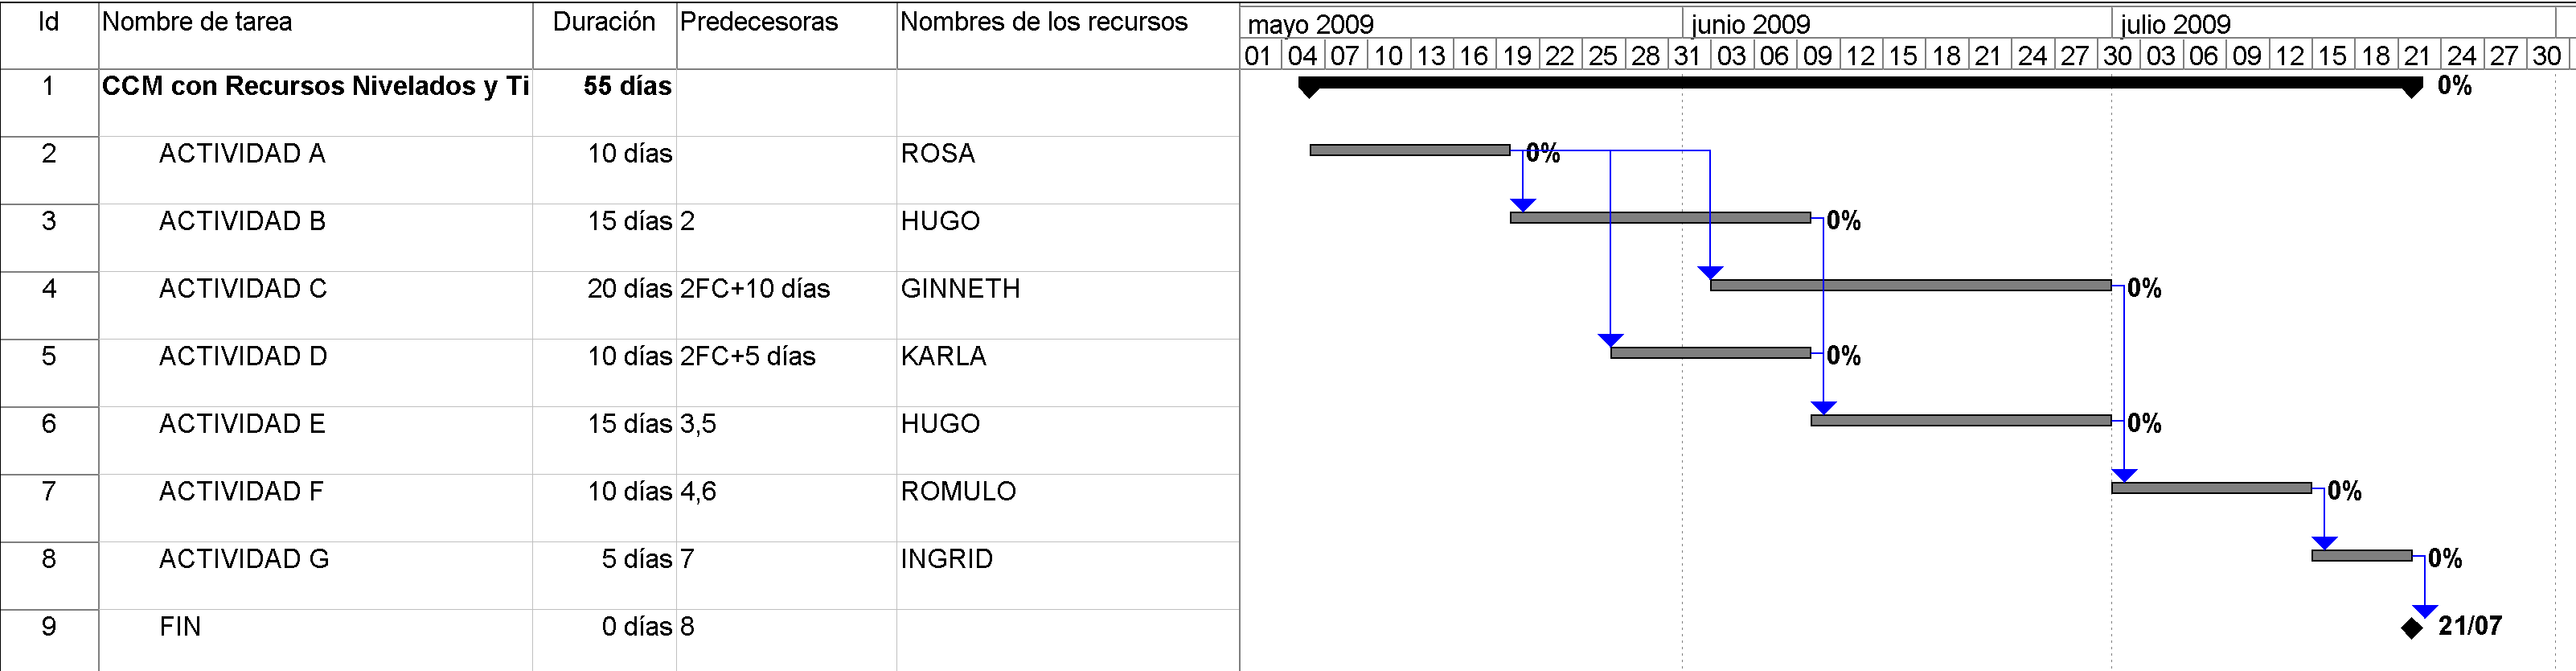 Id Nombre de tarea Duración Predecesoras Nombres de los recursos mayo 2009 junio 2009 julio 2009
01 04 07 10 13 16 19 22 25 28 31 03 06 09 12 15 18 21 24 27 30 03 06 09 12 15 18 21 24 27 30
1 CCM con Recursos Nivelados y Ti 55 días 0%
2 ACTIVIDAD A 10 días ROSA 0%
3 ACTIVIDAD B 15 días 2 HUGO 0%
4 ACTIVIDAD C 20 días 2FC+10 días GINNETH 0%
5 ACTIVIDAD D 10 días 2FC+5 días KARLA 0%
6 ACTIVIDAD E 15 días 3,5 HUGO 0%
7 ACTIVIDAD F 10 días 4,6 ROMULO 0%
8 ACTIVIDAD G 5 días 7 INGRID 0%
9 FIN 0 días 8 21/07